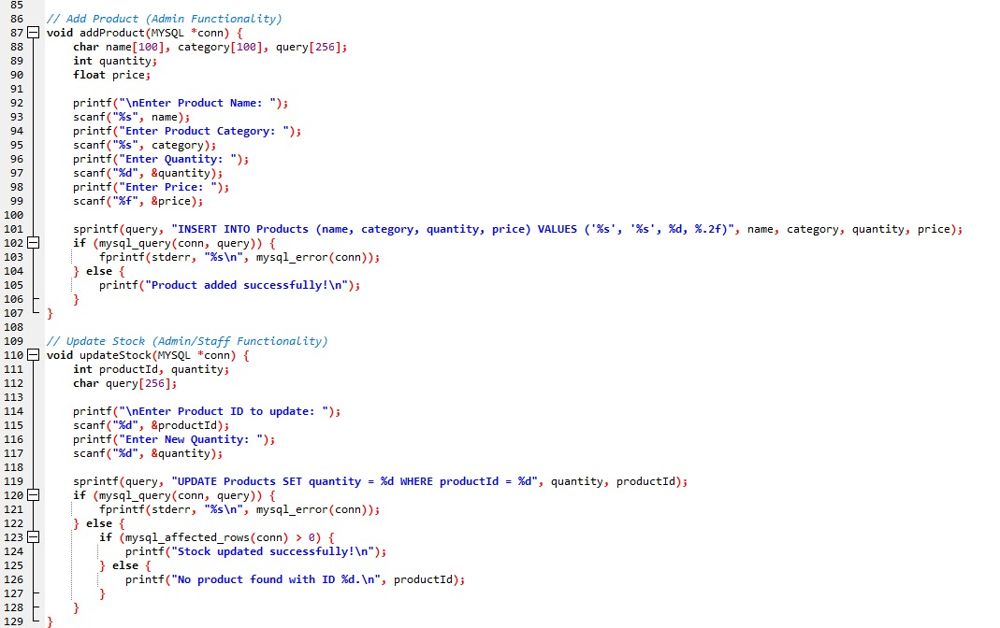 85
86 // Add Product (Admin Functionality)
87 void addProduct(MYSQL *conn) {
88 char name[100], category[100], query[256];
89 int quantity;
90 float price;
91
92 printf("\nEnter Product Name: ");
93 scanf("%s", name);
94 printf("Enter Product Category: ");
95 scanf("%s", category);
96 printf("Enter Quantity: ");
97 scanf("%d", &quantity);
98 printf("Enter Price: ");
99 scanf("%f", &price);
100
101 sprintf(query, "INSERT INTO Products (name, category, quantity, price) VALUES ('%s', '%s', %d, %.2f)", name, category, quantity, price);
102 if (mysql_query(conn, query)) {
103 fprintf(stderr, "%s\n", mysql_error(conn));
104 } else {
105 printf("Product added successfully!\n");
106 }
107 }
108
109 // Update Stock (Admin/Staff Functionality)
110 void updateStock(MYSQL *conn) {
111 int productId, quantity;
112 char query[256];
113
114 printf("\nEnter Product ID to update: ");
115 scanf("%d", &productId);
116 printf("Enter New Quantity: ");
117 scanf("%d", &quantity);
118
119 sprintf(query, "UPDATE Products SET quantity = %d WHERE productId = %d", quantity, productId);
120 if (mysql_query(conn, query)) {
121 fprintf(stderr, "%s\n", mysql_error(conn));
122 } else {
123 if (mysql_affected_rows(conn) > 0) {
124 printf("Stock updated successfully!\n");
125 } else {
126 printf("No product found with ID %d.\n", productId);
127 }
128 }
129 }